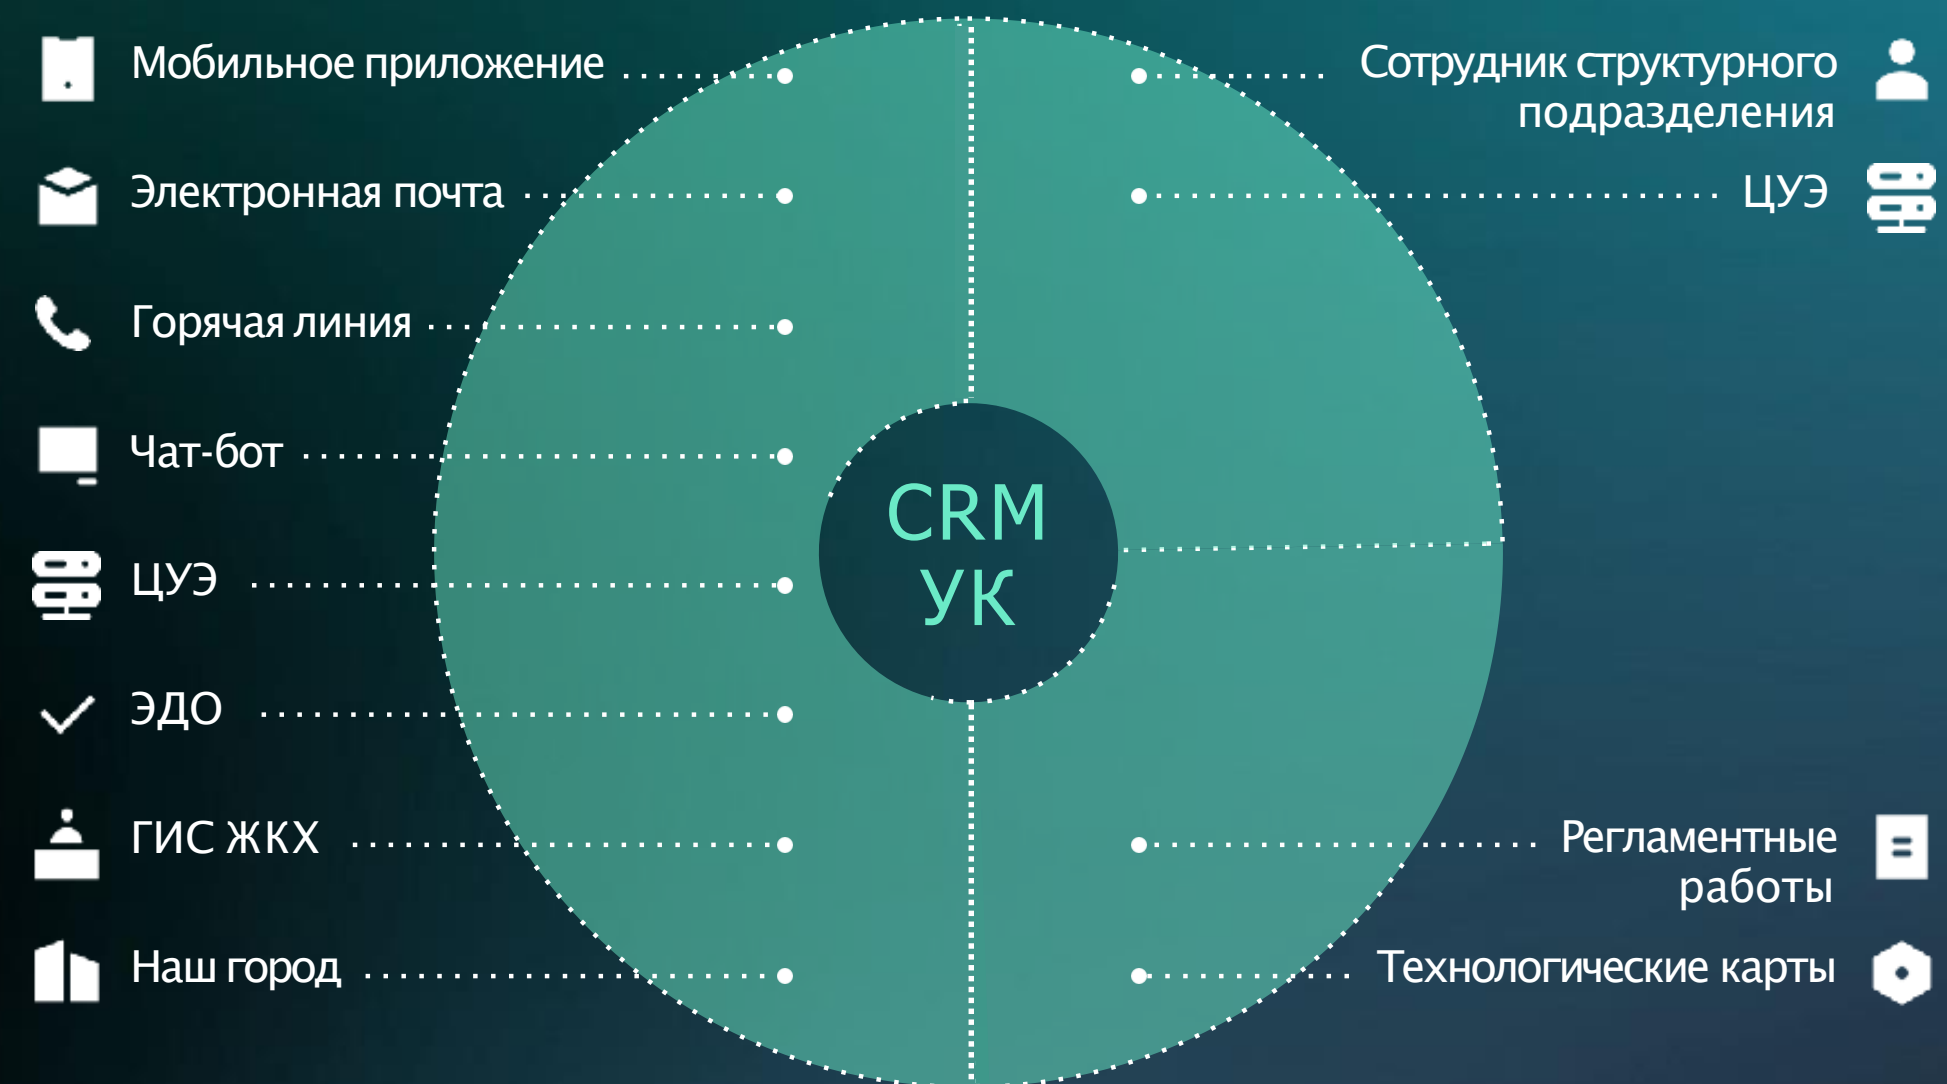 Мобильное приложение
Электронная почта
Горячая линия
Чат-бот
ЦУЭ
ЭДО
ГИС ЖКХ
Наш город
CRM
УК
Сотрудник структурного
подразделения
ЦУЭ
Регламентные
работы
Технологические карты